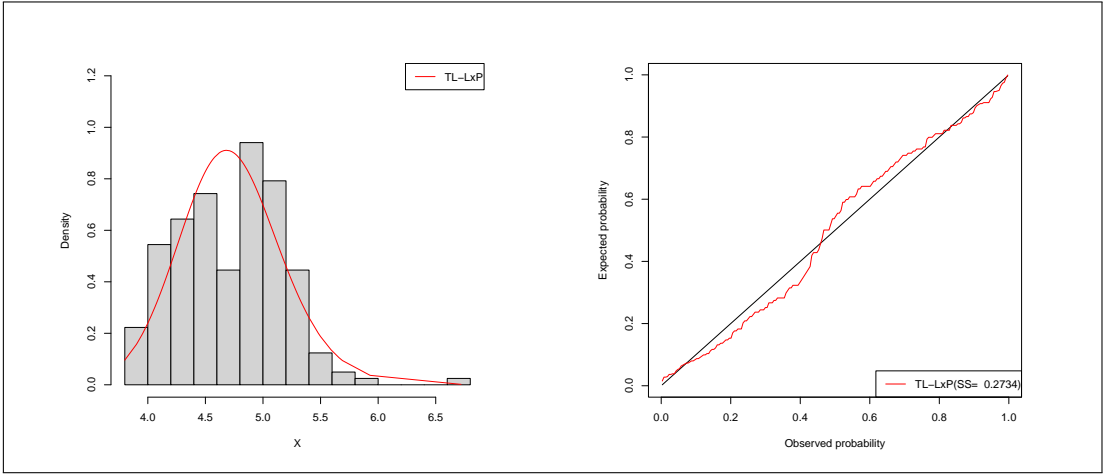 TL−LxP
Density
1.2
1.0
0.8
0.6
0.4
0.2
0.0
4.0 4.5 5.0 5.5 6.0 6.5
X
Expected probability
1.0
0.8
0.6
0.4
0.2
0.0
TL−LxP(SS= 0.2734)
0.0 0.2 0.4 0.6 0.8 1.0
Observed probability